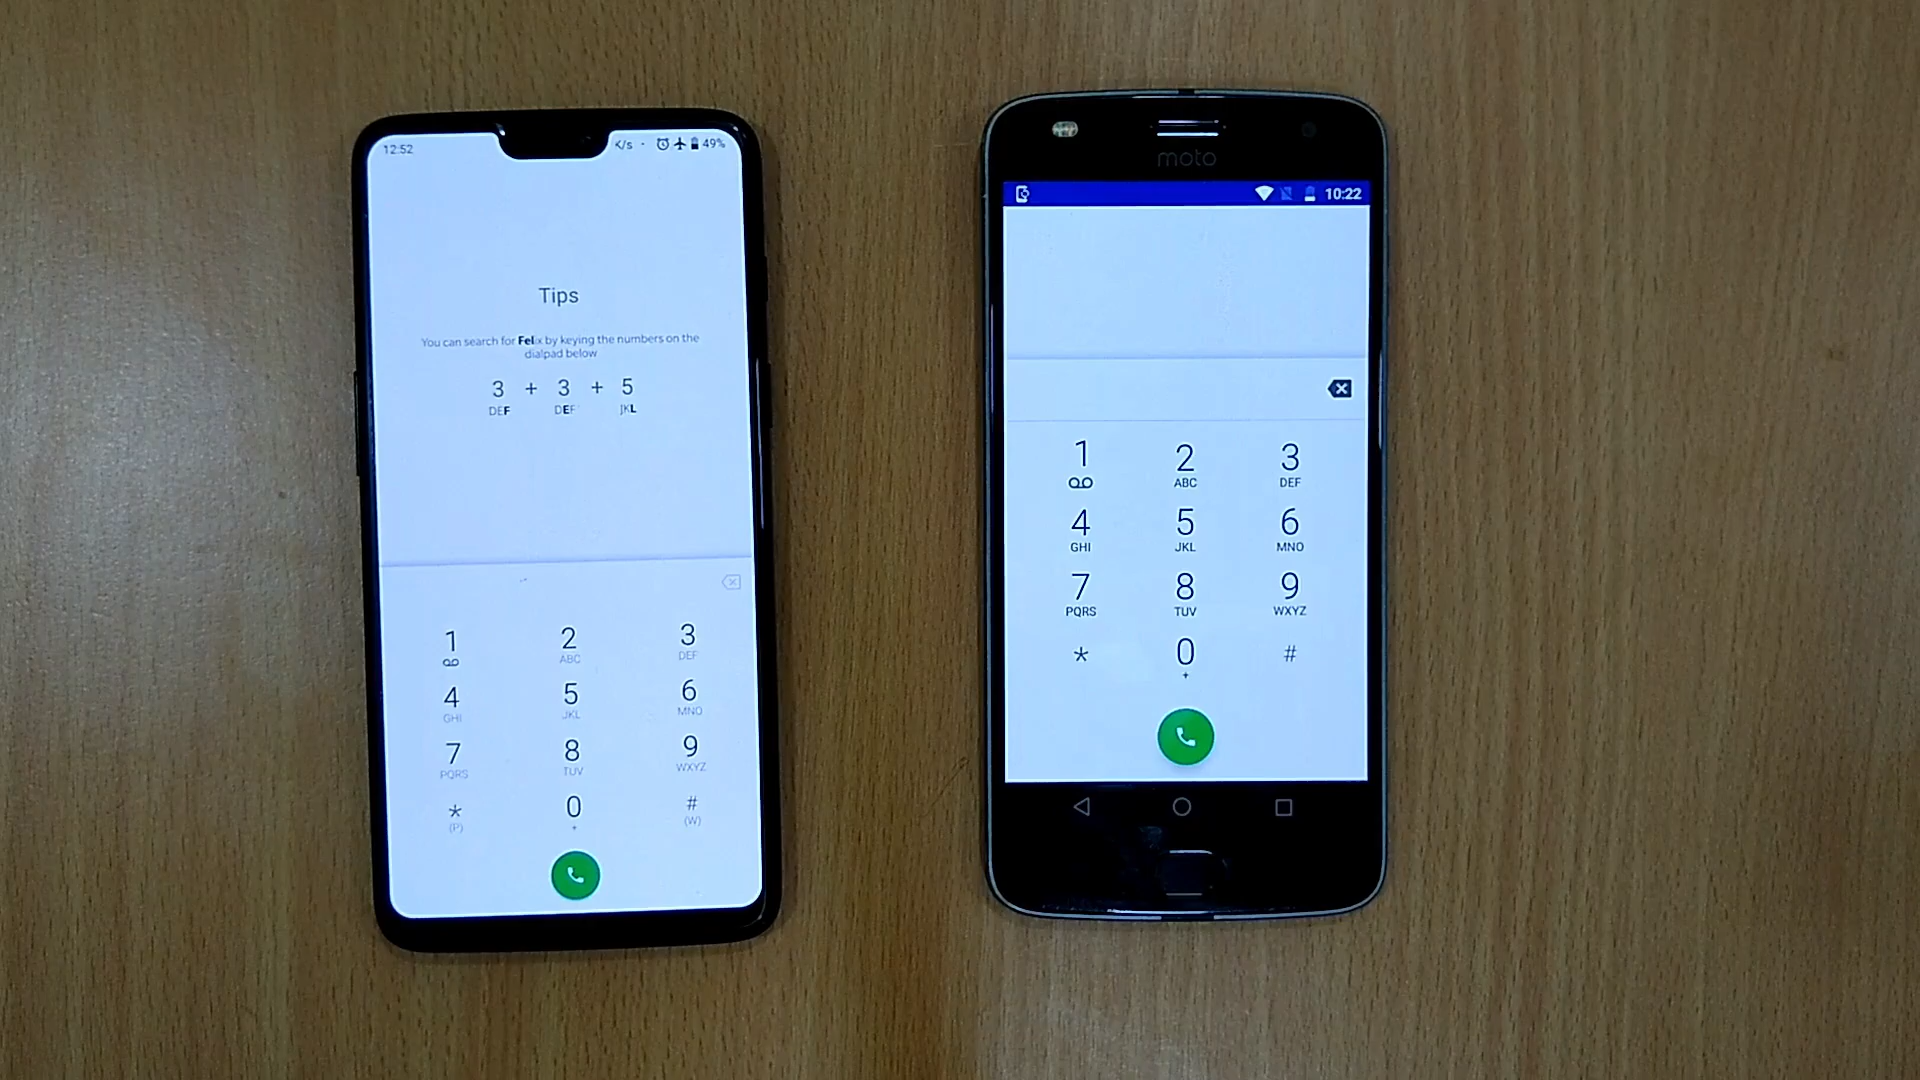 12:52
K/s
49%
Tips
You can search for Felix by keying the numbers on the
dialpad below
3 + 3 + 5
DEF DEF JKL
1 2 3
ABC DEF
4 5 6
GHI JKL MNO
7 8 9
PQRS TUV WXYZ
* 0 #
(P) + (W)
moto
10:22
1 2 3
ABC DEF
4 5 6
GHI JKL MNO
7 8 9
PQRS TUV WXYZ
* 0 #
+